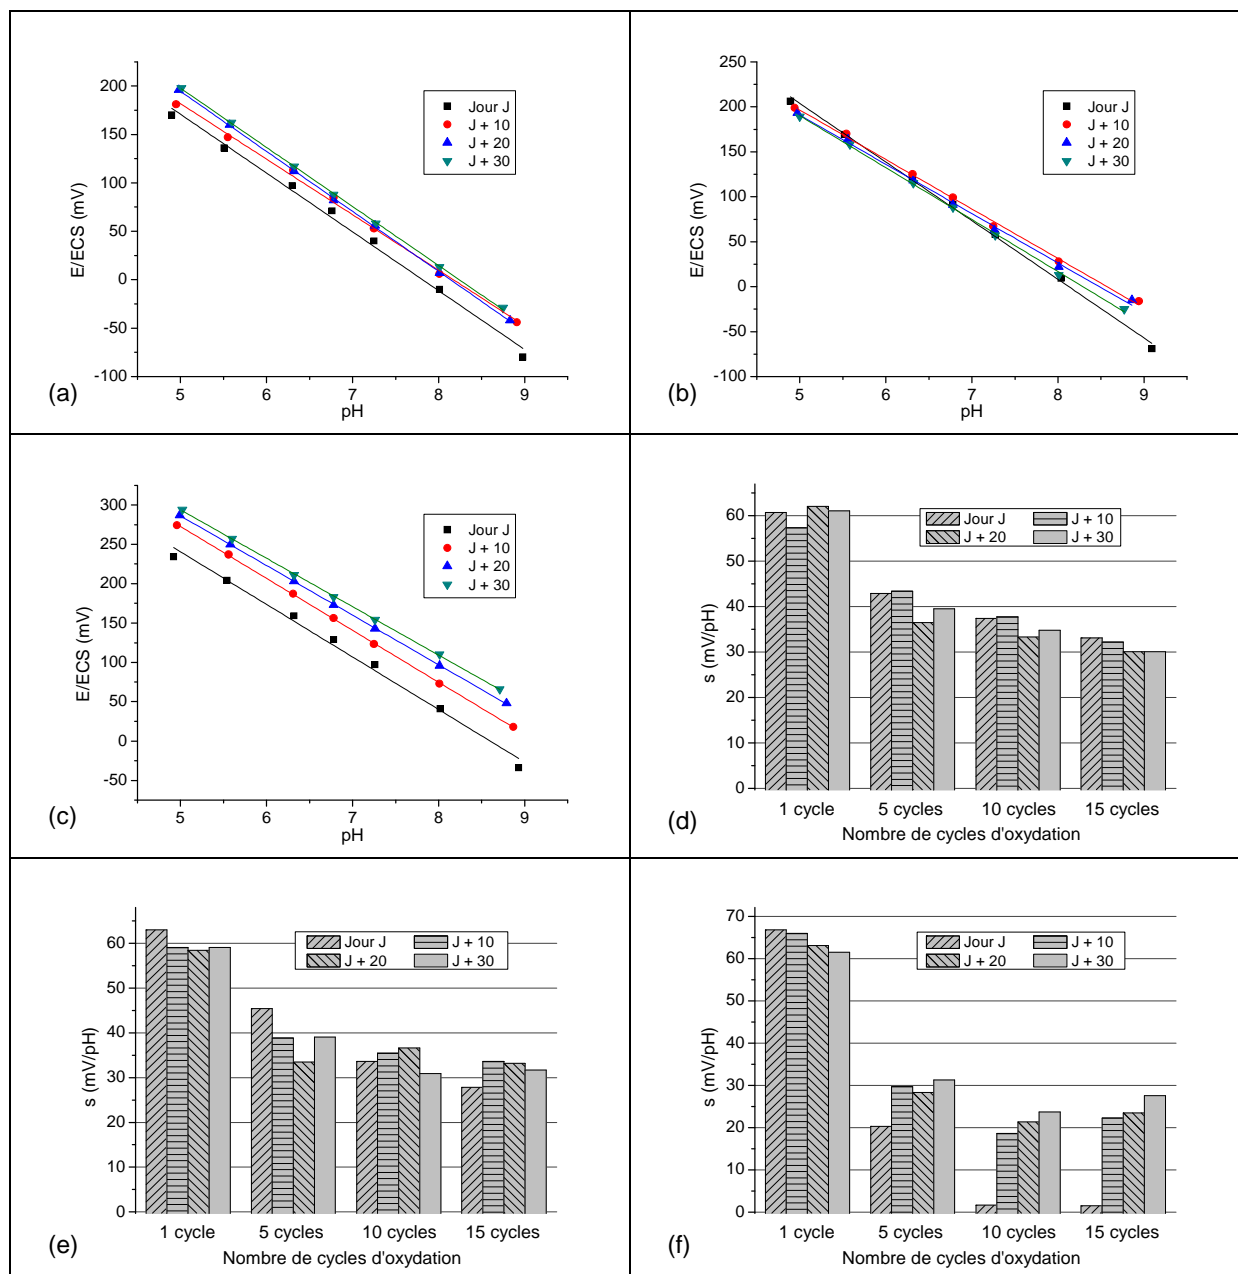 200
150
100
50
0
-50
-100
E/ECS (mV)
5 6 7 8 9
pH
Jour J
J + 10
J + 20
J + 30
(a)
250
200
150
100
50
0
-50
-100
E/ECS (mV)
5 6 7 8 9
pH
Jour J
J + 10
J + 20
J + 30
(b)
300
250
200
150
100
50
0
-50
E/ECS (mV)
5 6 7 8 9
pH
Jour J
J + 10
J + 20
J + 30
(c)
60
50
40
30
20
10
0
s (mV/pH)
Jour J J + 10
J + 20 J + 30
1 cycle 5 cycles 10 cycles 15 cycles
Nombre de cycles d'oxydation
(d)
60
50
40
30
20
10
0
s (mV/pH)
Jour J J + 10
J + 20 J + 30
1 cycle 5 cycles 10 cycles 15 cycles
Nombre de cycles d'oxydation
(e)
70
60
50
40
30
20
10
0
s (mV/pH)
Jour J J + 10
J + 20 J + 30
1 cycle 5 cycles 10 cycles 15 cycles
Nombre de cycles d'oxydation
(f)